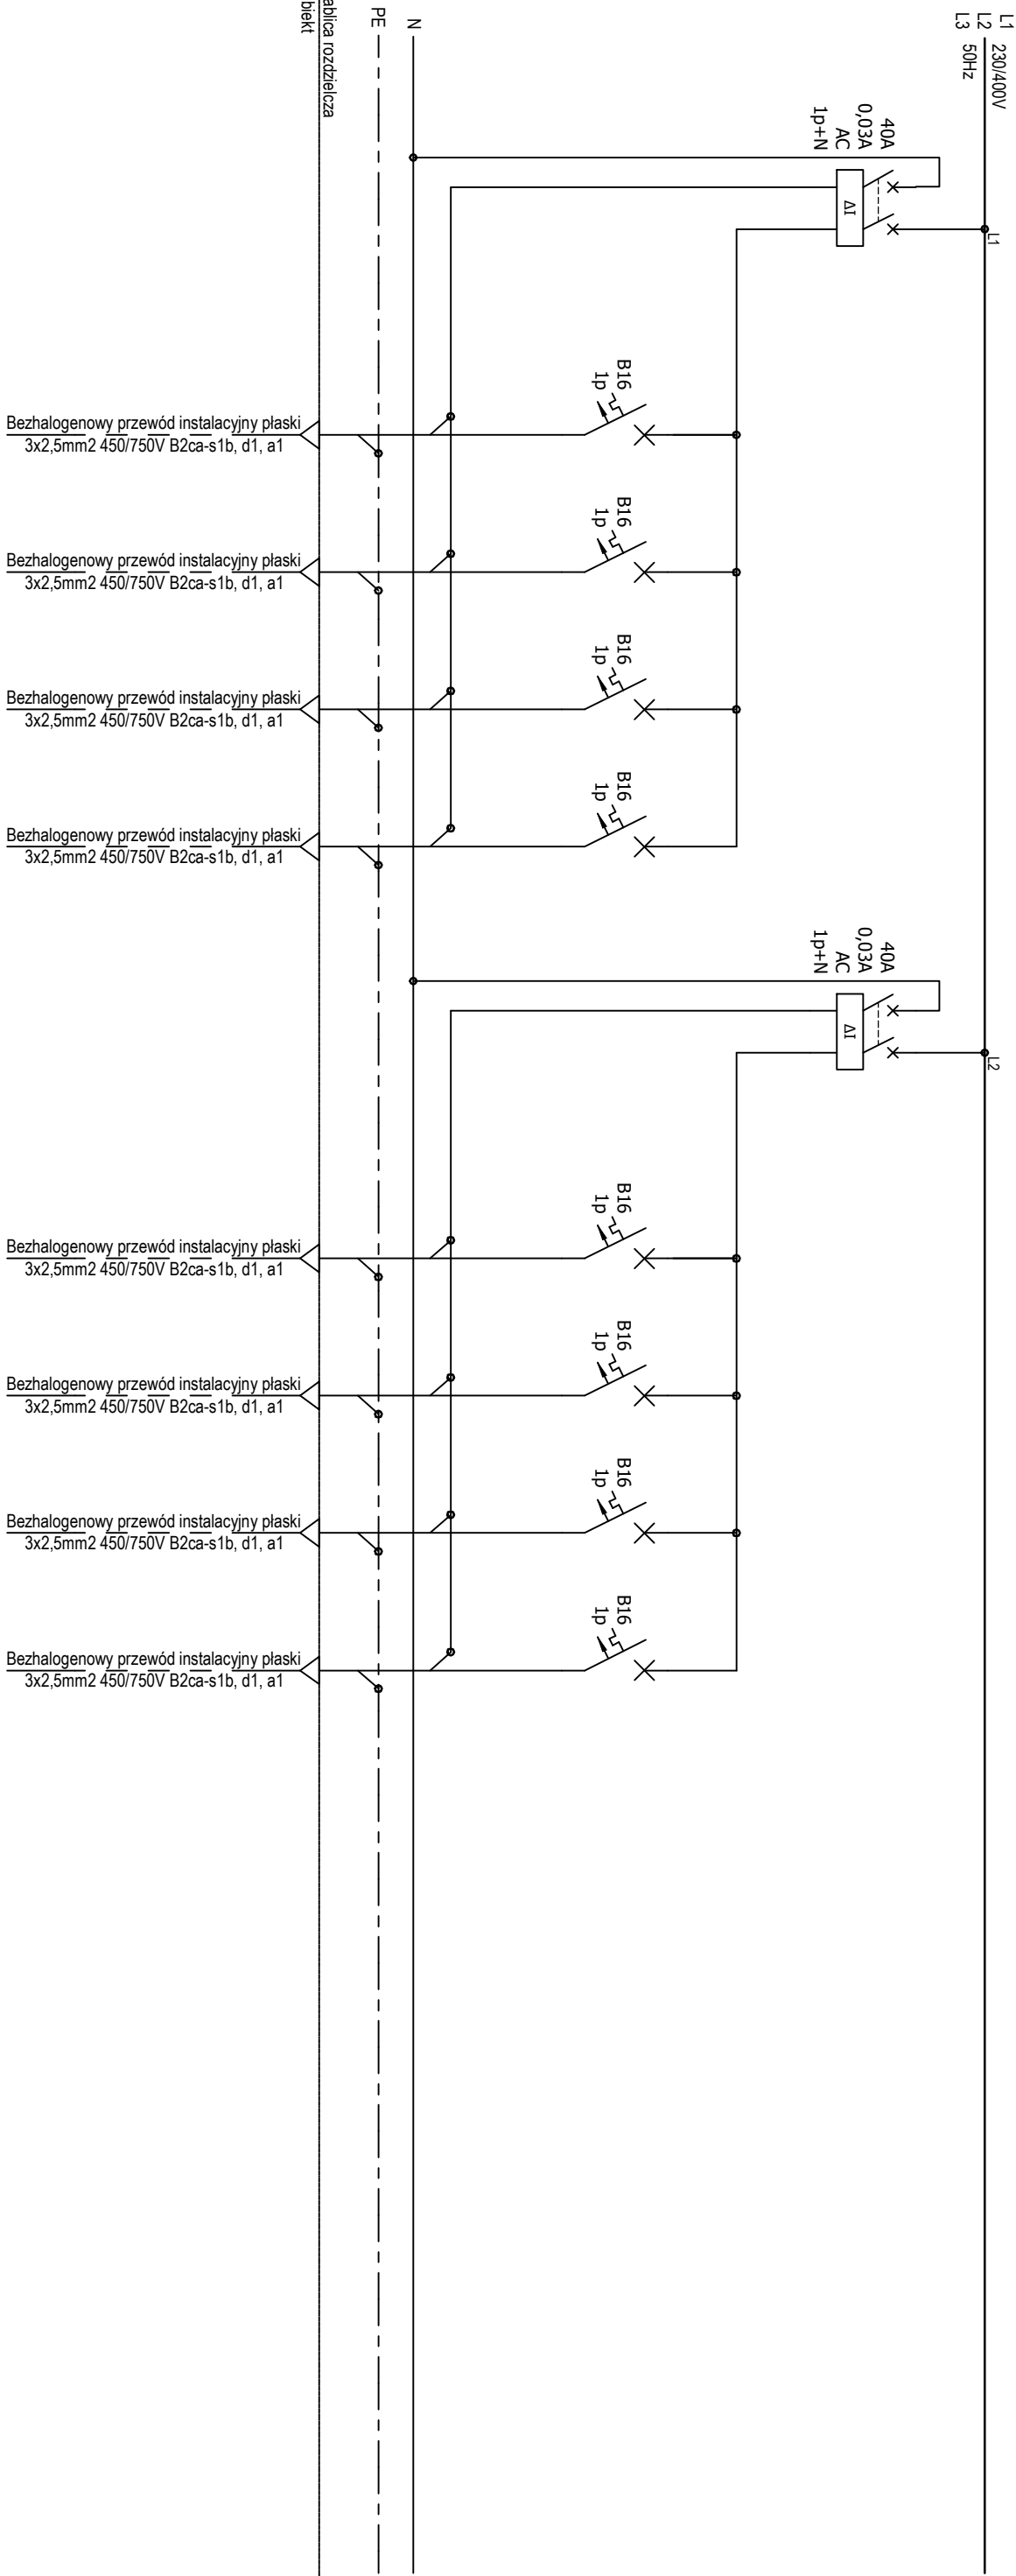 L1
L2
L3
230/400V
50Hz
40A
0,03A
AC
1p+N
ΔI
L1
B16
1p
B16
1p
B16
1p
B16
1p
40A
0,03A
AC
1p+N
ΔI
L2
B16
1p
B16
1p
B16
1p
B16
1p
N
PE
ablica rozdzielcza
biekt
Bezhalogenowy przewód instalacyjny płaski
3x2,5mm2 450/750V B2ca-s1b, d1, a1
Bezhalogenowy przewód instalacyjny płaski
3x2,5mm2 450/750V B2ca-s1b, d1, a1
Bezhalogenowy przewód instalacyjny płaski
3x2,5mm2 450/750V B2ca-s1b, d1, a1
Bezhalogenowy przewód instalacyjny płaski
3x2,5mm2 450/750V B2ca-s1b, d1, a1
Bezhalogenowy przewód instalacyjny płaski
3x2,5mm2 450/750V B2ca-s1b, d1, a1
Bezhalogenowy przewód instalacyjny płaski
3x2,5mm2 450/750V B2ca-s1b, d1, a1
Bezhalogenowy przewód instalacyjny płaski
3x2,5mm2 450/750V B2ca-s1b, d1, a1
Bezhalogenowy przewód instalacyjny płaski
3x2,5mm2 450/750V B2ca-s1b, d1, a1